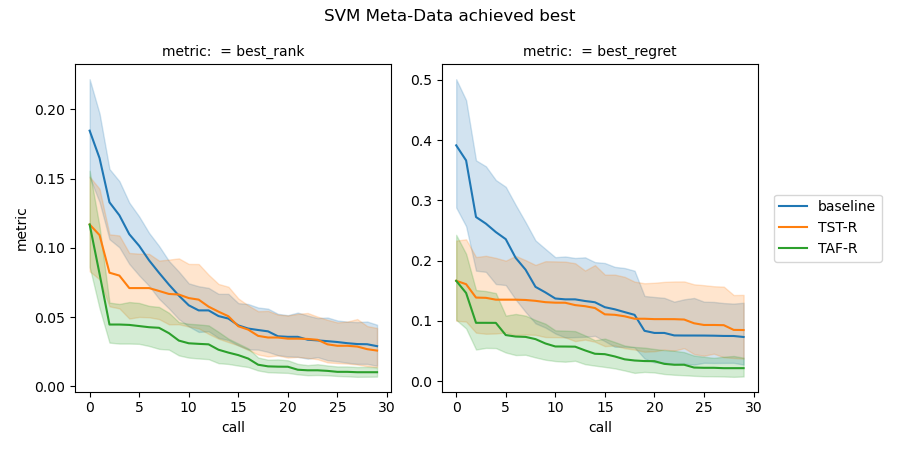 SVM Meta-Data achieved best
metric:  = best_rank
metric:  = best_regret
metric
0.20
0.15
0.10
0.05
0.00
0 5 10 15 20 25 30
call
0.5
0.4
0.3
0.2
0.1
0.0
0 5 10 15 20 25 30
call
baseline
TST-R
TAF-R